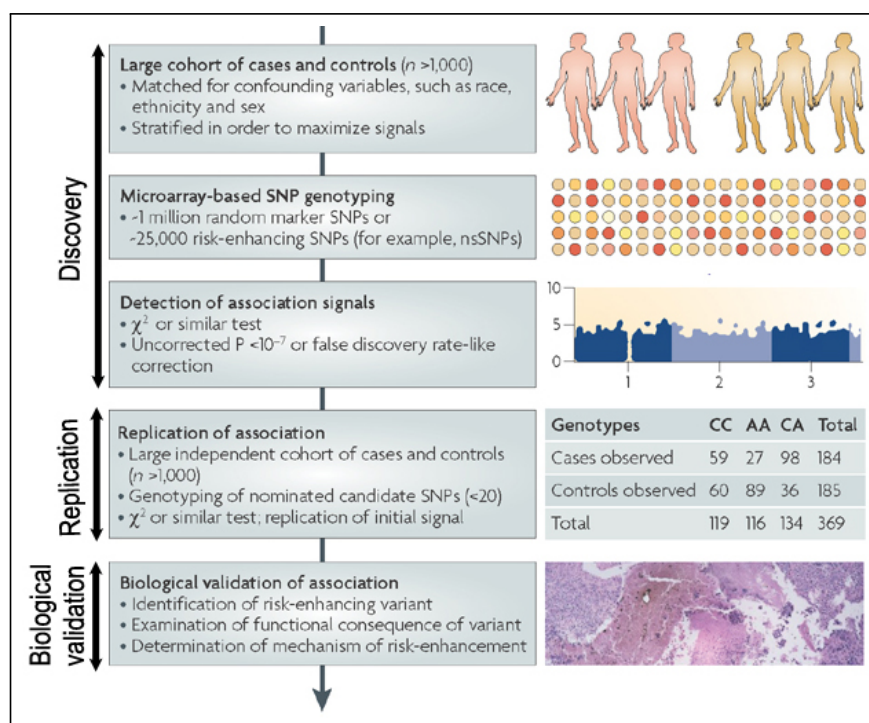 Discovery
Large cohort of cases and controls (n >1,000)
• Matched for confounding variables, such as race,
ethnicity and sex
• Stratified in order to maximize signals
Microarray-based SNP genotyping
• ~1 million random marker SNPs or
~25,000 risk-enhancing SNPs (for example, nsSNPs)
Detection of association signals
• χ² or similar test
• Uncorrected P <10⁻⁷ or false discovery rate-like
correction
10
5
0
1 2 3
Replication
Replication of association
• Large independent cohort of cases and controls
(n >1,000)
• Genotyping of nominated candidate SNPs (<20)
• χ² or similar test; replication of initial signal
Genotypes CC AA CA Total
Cases observed 59 27 98 184
Controls observed 60 89 36 185
Total 119 116 134 369
Biological
validation
Biological validation of association
• Identification of risk-enhancing variant
• Examination of functional consequence of variant
• Determination of mechanism of risk-enhancement